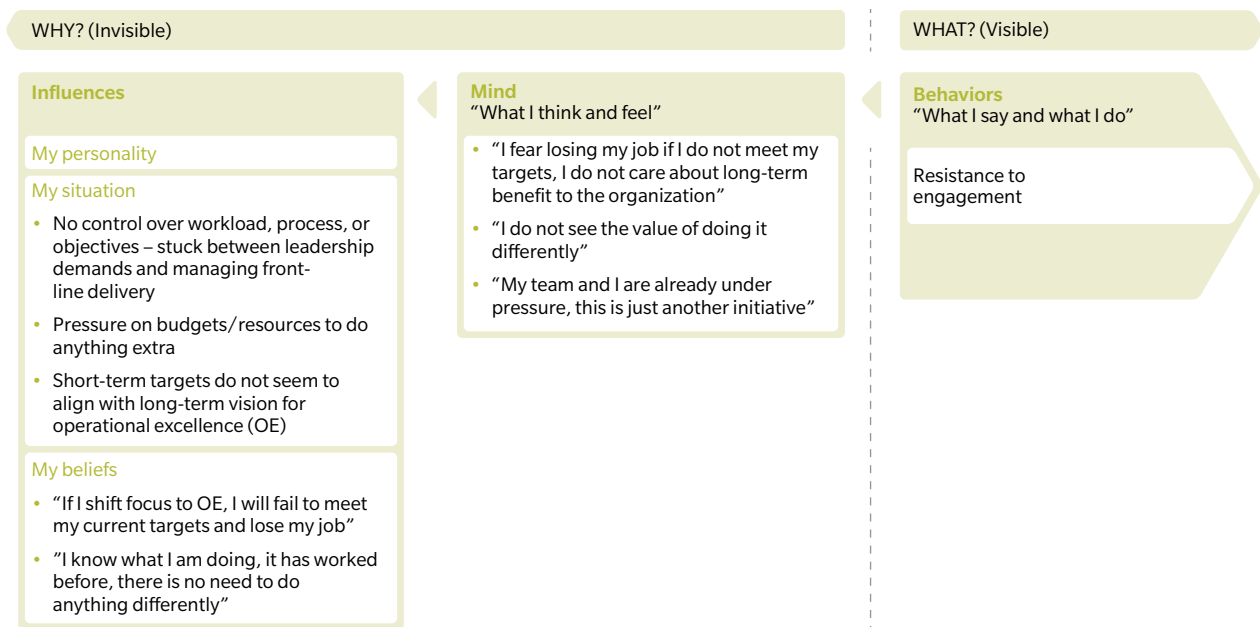 WHY? (Invisible)
WHAT? (Visible)
Influences
My personality
My situation
• No control over workload, process, or
objectives – stuck between leadership
demands and managing front-
line delivery
• Pressure on budgets/resources to do
anything extra
• Short-term targets do not seem to
align with long-term vision for
operational excellence (OE)
My beliefs
• “If I shift focus to OE, I will fail to meet
my current targets and lose my job”
• ”I know what I am doing, it has worked
before, there is no need to do
anything differently”
Mind
“What I think and feel”
• “I fear losing my job if I do not meet my
targets, I do not care about long-term
benefit to the organization”
• “I do not see the value of doing it
differently”
• “My team and I are already under
pressure, this is just another initiative”
Behaviors
“What I say and what I do”
Resistance to
engagement